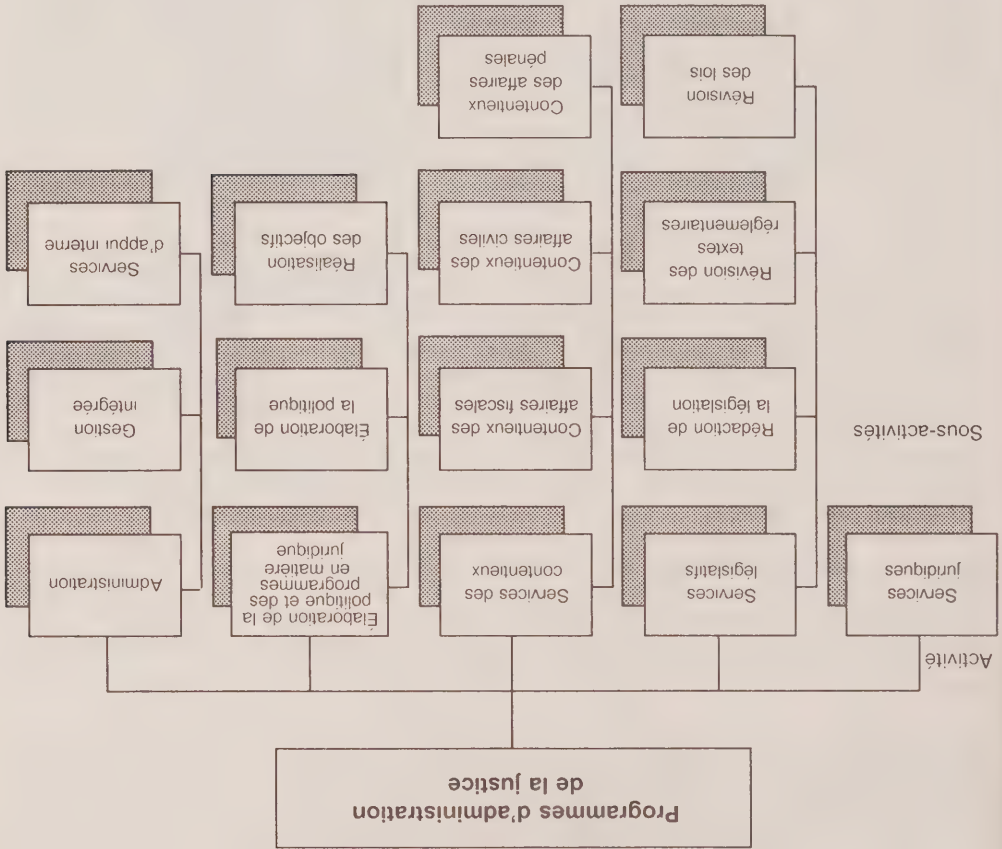 Programmes d'administration
de la justice
Activité
Services
juridiques
Services
législatifs
Services des
contentieux
Élaboration de la
politique et des
programmes
en matière
juridique
Administration
Sous-activités
Rédaction de
la législation
Contentieux des
affaires fiscales
Élaboration de
la politique
Gestion
intégrée
Révision des
textes
réglementaires
Contentieux des
affaires civiles
Réalisation
des objectifs
Services
d'appui interne
Révision
des lois
Contentieux
des affaires
pénales